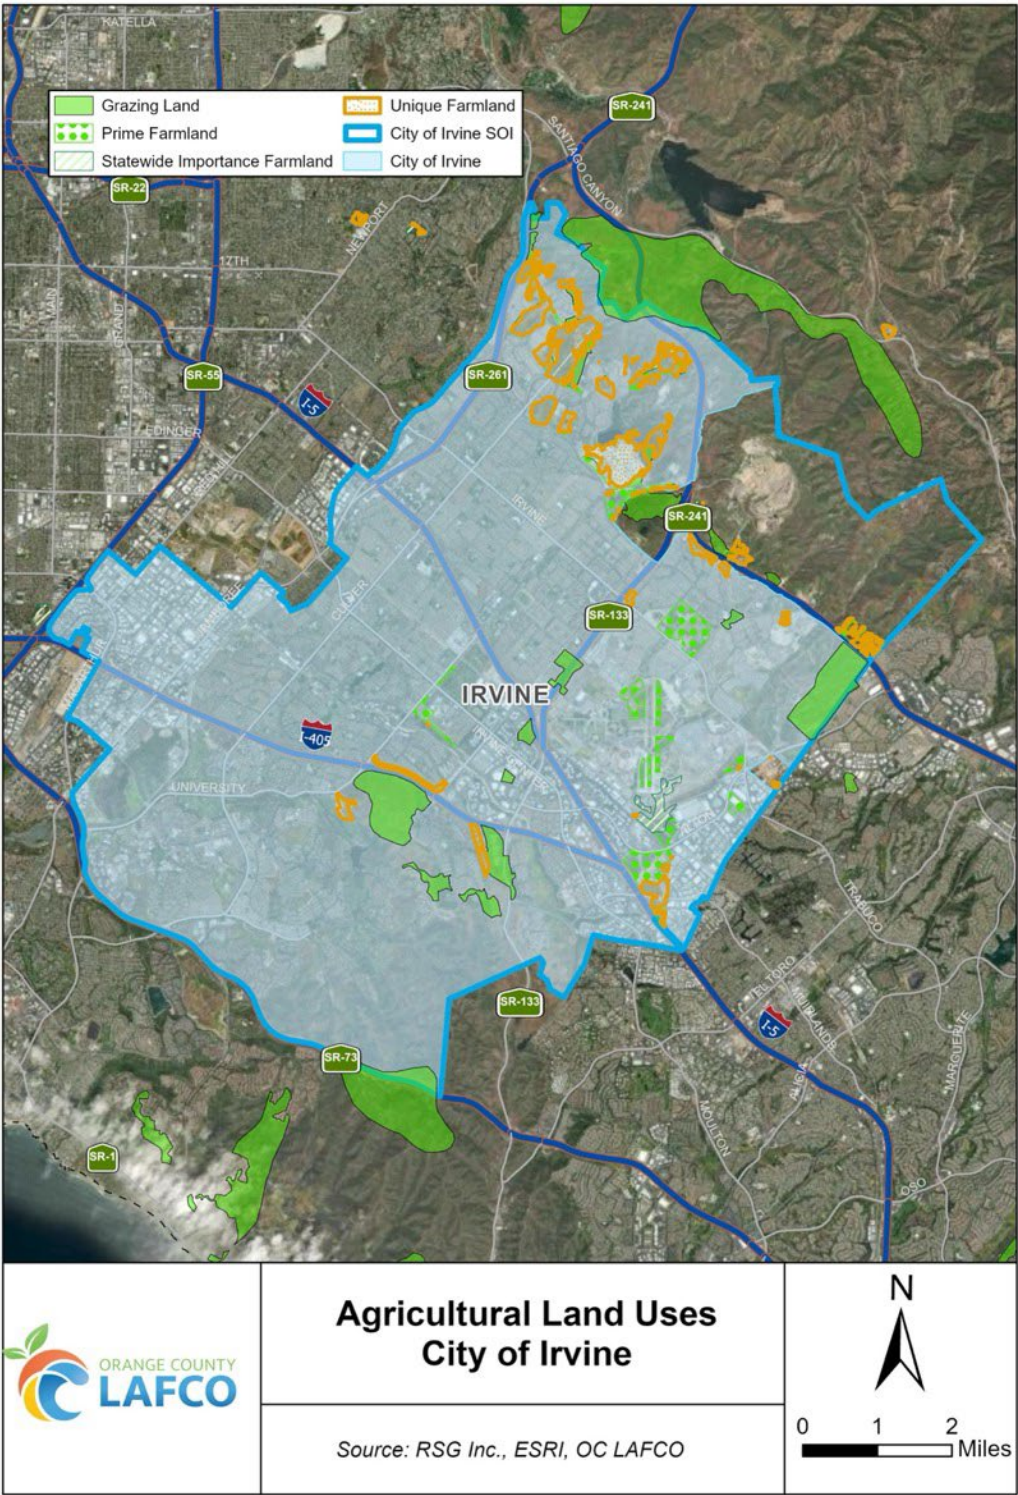 KATELLA
Grazing Land
Prime Farmland
Statewide Importance Farmland
Unique Farmland
City of Irvine SOI
City of Irvine
SR-241
SANTIAGO CANYON
SR-22
NEWPORT
17TH
MAIN
GRAND
SR-55
SR-261
I-5
EDINGER
IRVINE
SR-241
SR-133
IRVINE
I-405
UNIVERSITY
TRABUCO
EL TORO
SR-133
I-5
ALICIA
MARGUERITE
SR-73
MOULTON
SR-1
OSO
ORANGE COUNTY
LAFCO
Agricultural Land Uses
City of Irvine
Source: RSG Inc., ESRI, OC LAFCO
N
0 1 2
Miles